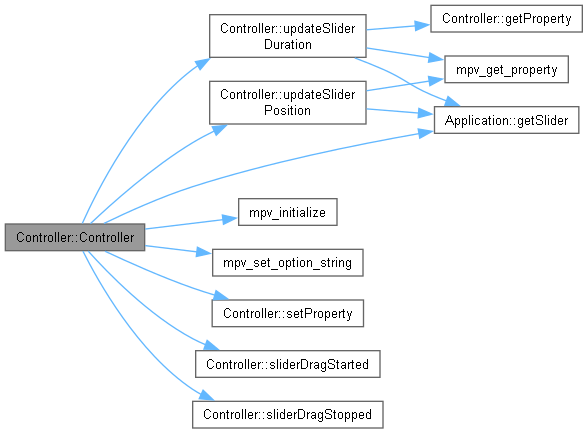 Controller::Controller
Controller::updateSlider
Duration
Controller::updateSlider
Position
Controller::getProperty
mpv_get_property
Application::getSlider
mpv_initialize
mpv_set_option_string
Controller::setProperty
Controller::sliderDragStarted
Controller::sliderDragStopped